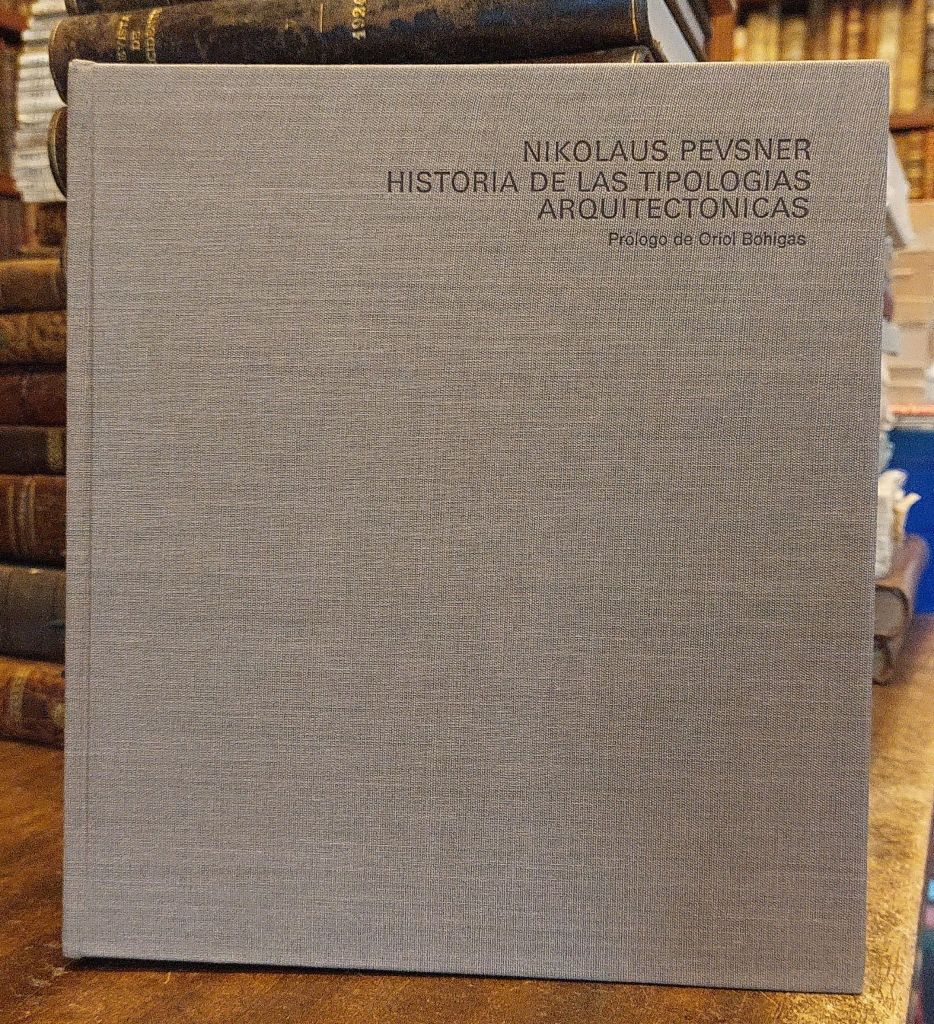 NIKOLAUS PEVSNER
HISTORIA DE LAS TIPOLOGIAS
ARQUITECTONICAS
Prólogo de Oriol Bohigas